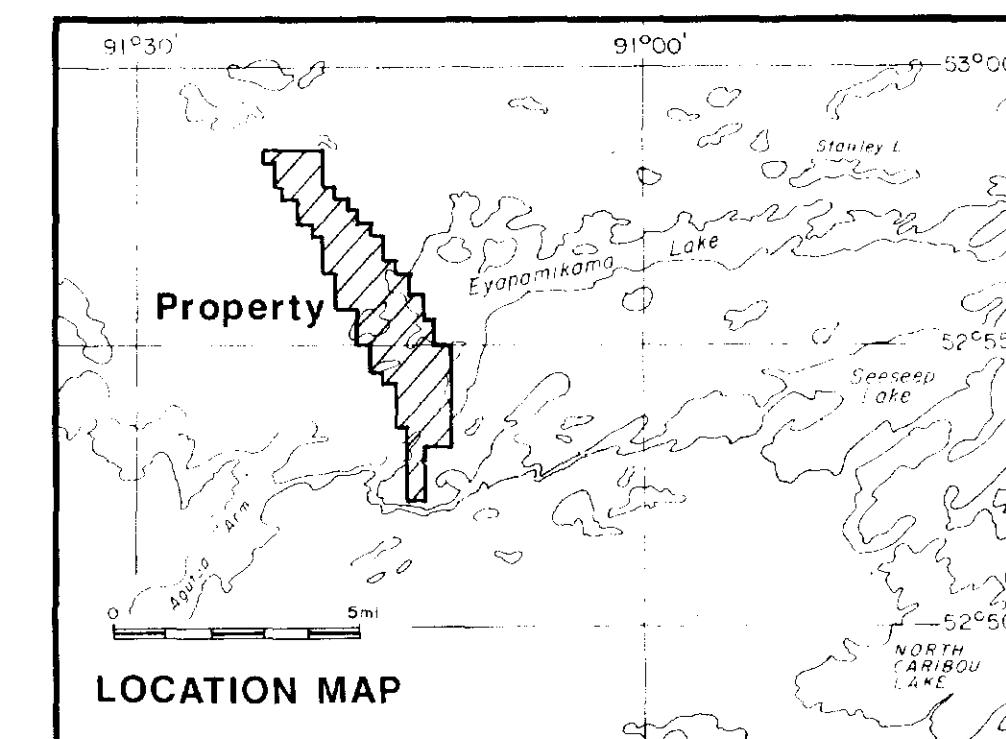 91°30'
91°00'
53°00
Stanley L.
Lake
Eyapamikama
Property
52°55
Seeseep
Lake
Arm
0
5mi
52°50
LOCATION MAP
NORTH
CARIBOU
LAKE